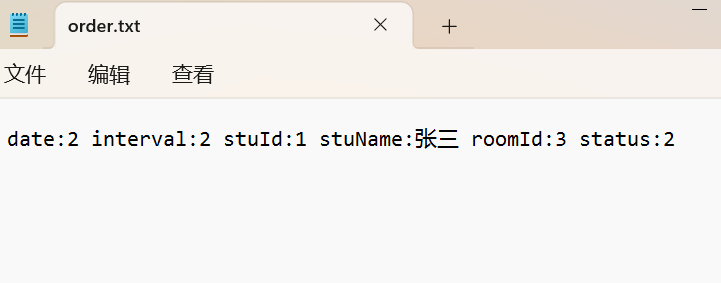 order.txt
文件 编辑 查看
date:2 interval:2 stuId:1 stuName:张三 roomId:3 status:2